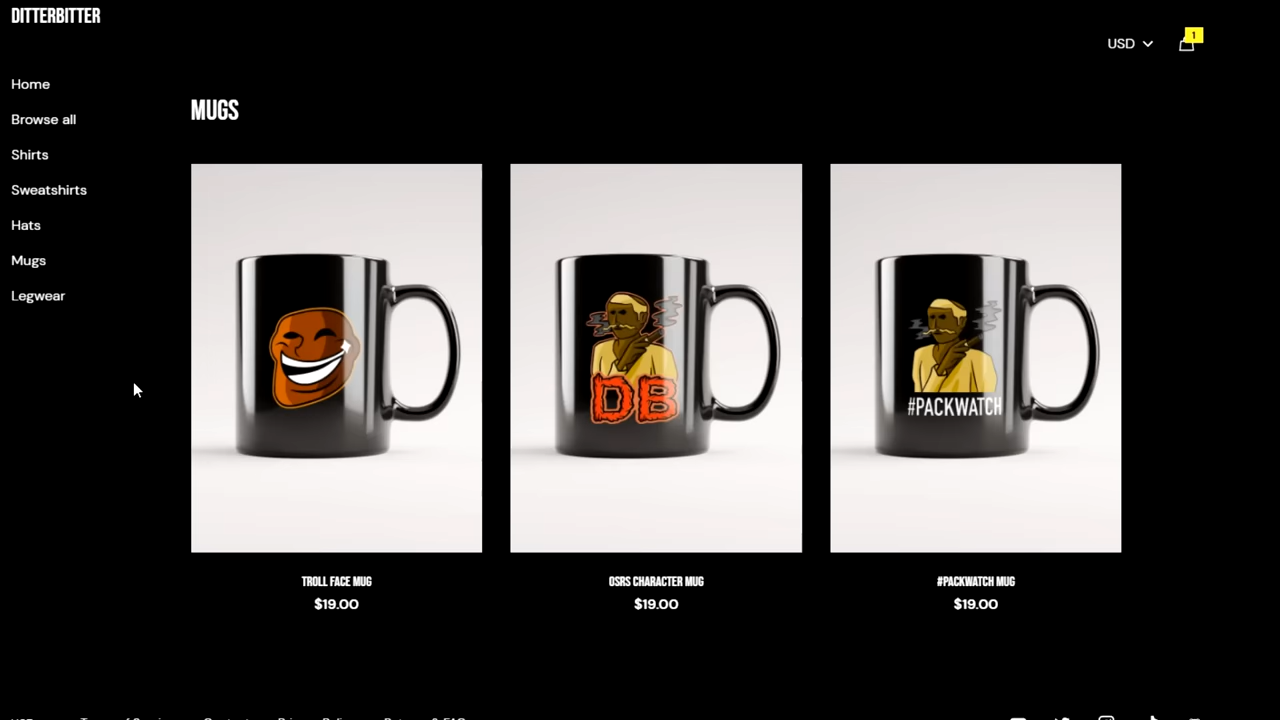 DITTERBITTER
USD
1
Home
Browse all
Shirts
Sweatshirts
Hats
Mugs
Legwear
MUGS
DB
#PACKWATCH
TROLL FACE MUG
OSRS CHARACTER MUG
#PACKWATCH MUG
$19.00
$19.00
$19.00